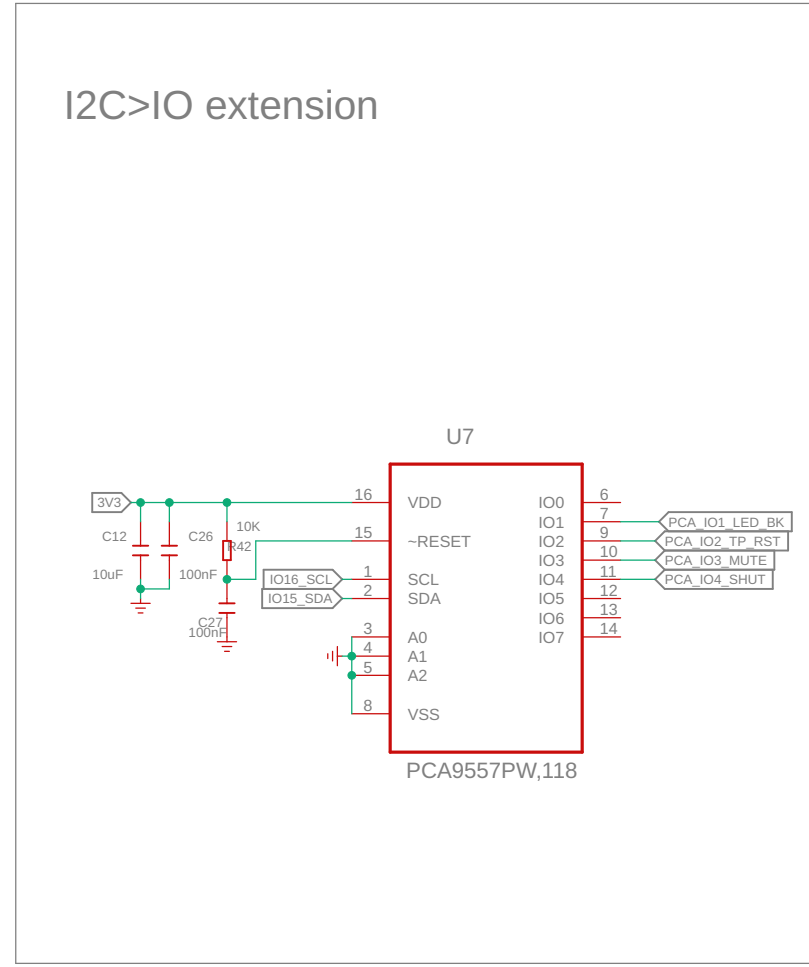 I2C>IO extension
U7
3V3
C12
10uF
C26
100nF
10K
R42
C27
100nF
16
VDD
15
~RESET
IO16_SCL
1
SCL
IO15_SDA
2
SDA
3
A0
4
A1
5
A2
8
VSS
IO0
6
IO1
7
PCA_IO1_LED_BK
IO2
9
PCA_IO2_TP_RST
IO3
10
PCA_IO3_MUTE
IO4
11
PCA_IO4_SHUT
IO5
12
IO6
13
IO7
14
PCA9557PW,118